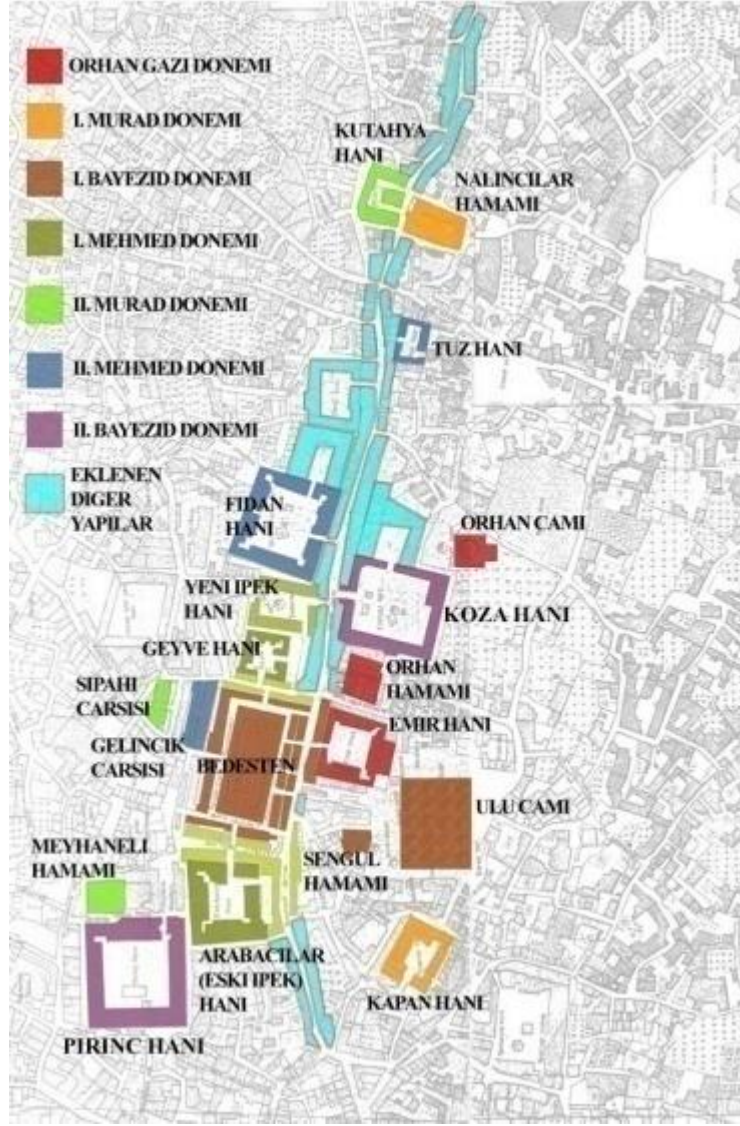 ORHAN GAZI DONEMI
I. MURAD DONEMI
I. BAYEZID DONEMI
I. MEHMED DONEMI
II. MURAD DONEMI
II. MEHMED DONEMI
II. BAYEZID DONEMI
EKLENEN
DIGER
YAPILAR
KUTAHYA
HANI
NALINCILAR
HAMAMI
TUZ HANI
FIDAN
HANI
ORHAN ÇAMI
YENI IPEK
HANI
KOZA HANI
GEYVE HANI
ORHAN
HAMAMI
SIPAHI
CARSISI
EMIR HANI
GELINCIK
CARSISI
BEDESTEN
ULU CAMI
MEYHANELI
HAMAMI
SENGUL
HAMAMI
ARABACILAR
(ESKI IPEK)
HANI
KAPAN HANI
PIRINC HANI